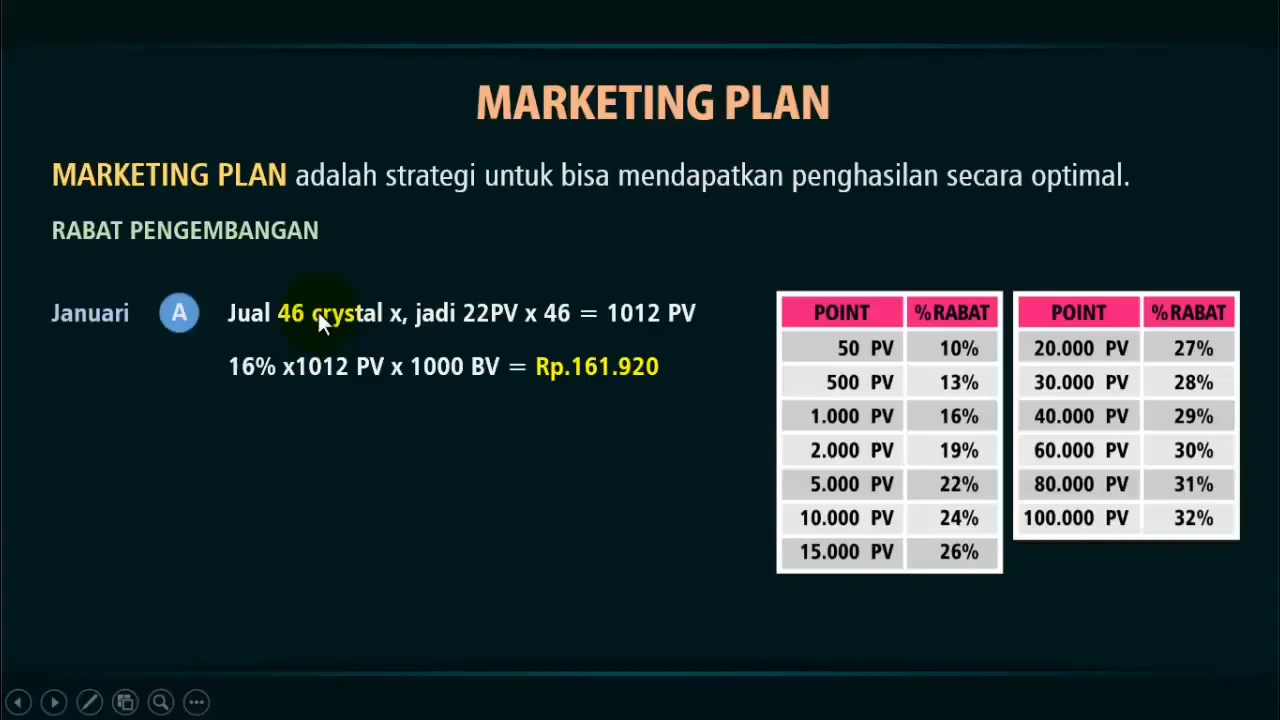 MARKETING PLAN
MARKETING PLAN adalah strategi untuk bisa mendapatkan penghasilan secara optimal.
RABAT PENGEMBANGAN
Januari A Jual 46 crystal x, jadi 22PV x 46 = 1012 PV
16% x1012 PV x 1000 BV = Rp.161.920
POINT %RABAT
50 PV 10%
500 PV 13%
1.000 PV 16%
2.000 PV 19%
5.000 PV 22%
10.000 PV 24%
15.000 PV 26%
POINT %RABAT
20.000 PV 27%
30.000 PV 28%
40.000 PV 29%
60.000 PV 30%
80.000 PV 31%
100.000 PV 32%